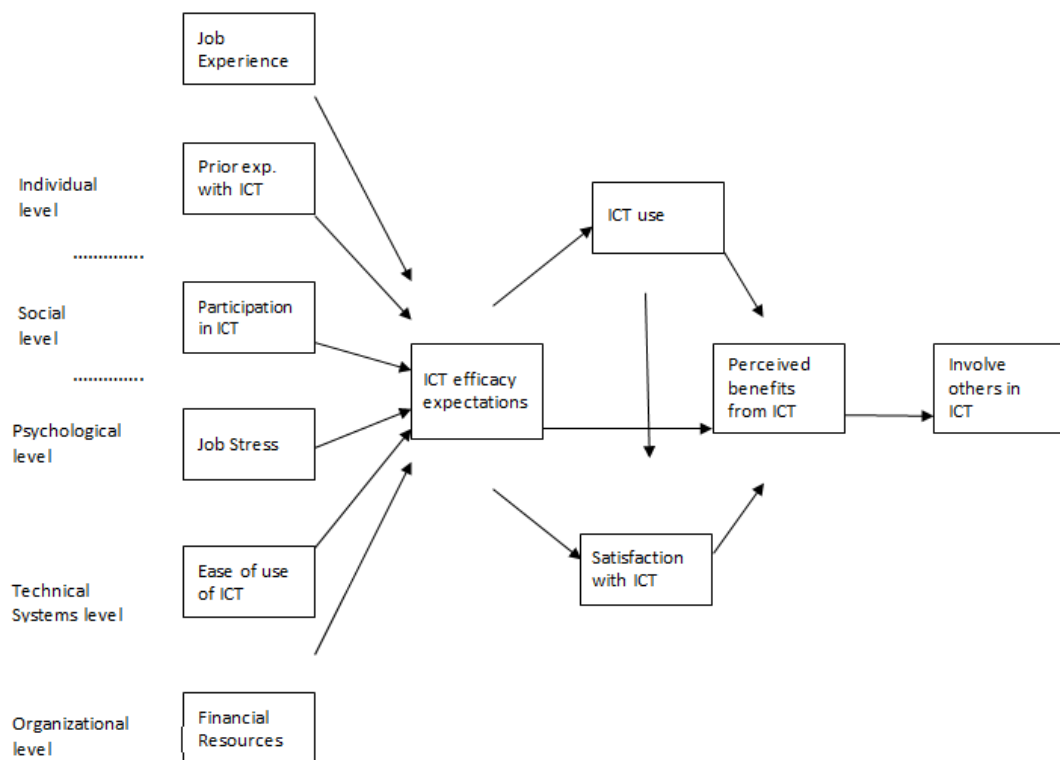 Job
Experience
Individual
level
Prior exp.
with ICT
ICT use
..............
Social
level
Participation
in ICT
..............
ICT efficacy
expectations
Perceived
benefits
from ICT
Involve
others in
ICT
Psychological
level
Job Stress
Satisfaction
with ICT
Technical
Systems level
Ease of use
of ICT
Organizational
level
Financial
Resources